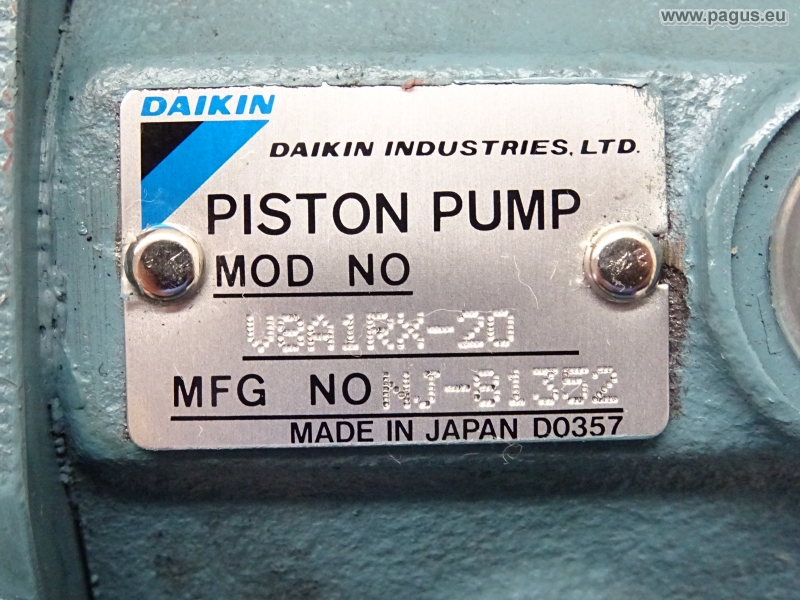 www.pagus.eu
DAIKIN
DAIKIN INDUSTRIES, LTD.
PISTON PUMP
MOD NO
V8A1RX-20
MFG NO NJ-81352
MADE IN JAPAN D0357